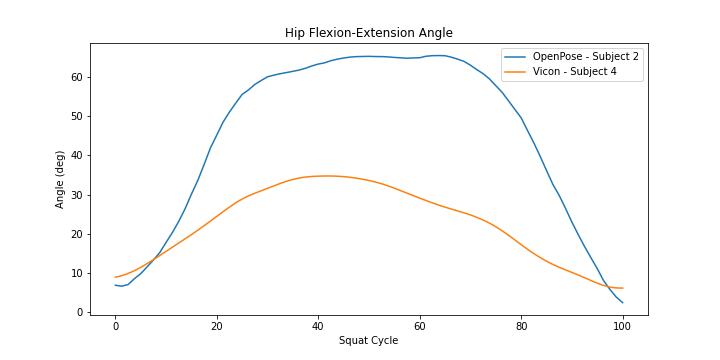 Hip Flexion-Extension Angle
OpenPose - Subject 2
Vicon - Subject 4
Angle (deg)
60
50
40
30
20
10
0
0 20 40 60 80 100
Squat Cycle